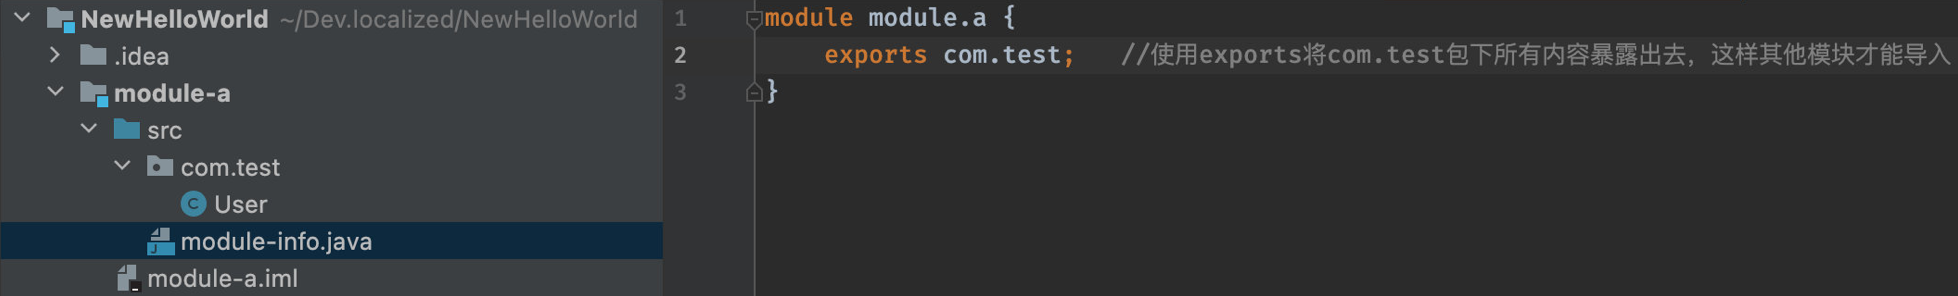 NewHelloWorld ~/Dev.localized/NewHelloWorld
.idea
module-a
src
com.test
User
module-info.java
module-a.iml
1 module module.a {
2 exports com.test; //使用exports将com.test包下所有内容暴露出去，这样其他模块才能导入
3 }